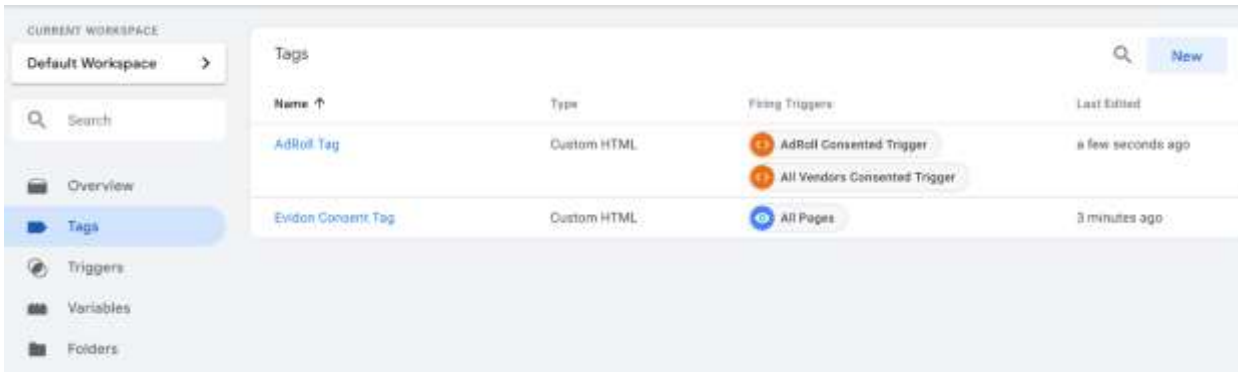 CURRENT WORKSPACE
Default Workspace
Search
Overview
Tags
Triggers
Variables
Folders
Tags
New
Name ↑ Type Firing Triggers Last Edited
AdRoll Tag Custom HTML AdRoll Consented Trigger a few seconds ago
All Vendors Consented Trigger
Evidon Consent Tag Custom HTML All Pages 3 minutes ago